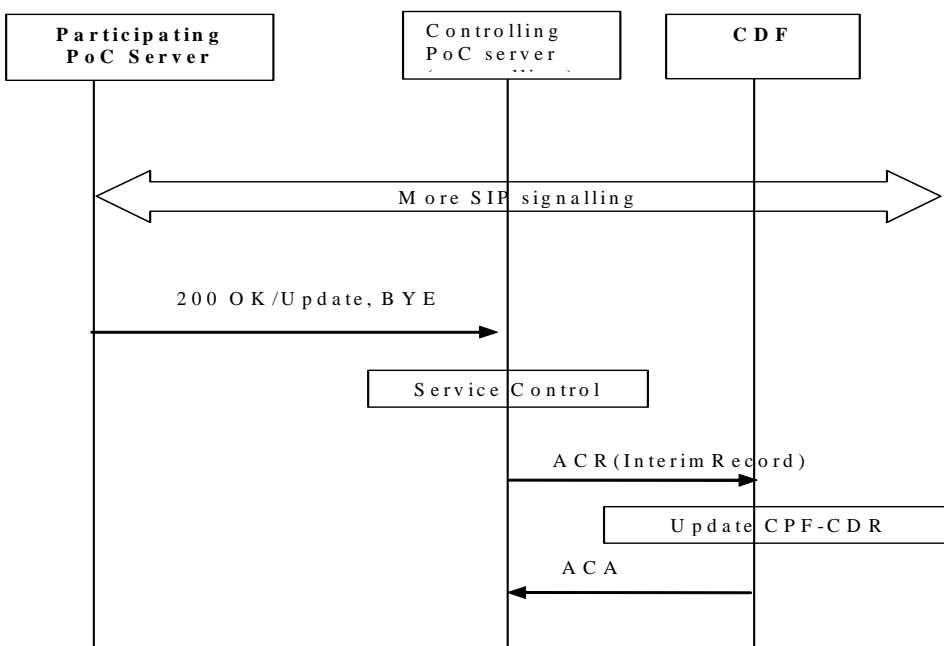 Participating
PoC Server
Controlling
PoC server
CDF
More SIP signalling
200 OK/Update, BYE
Service Control
ACR(Interim Record)
Update CPF-CDR
ACA